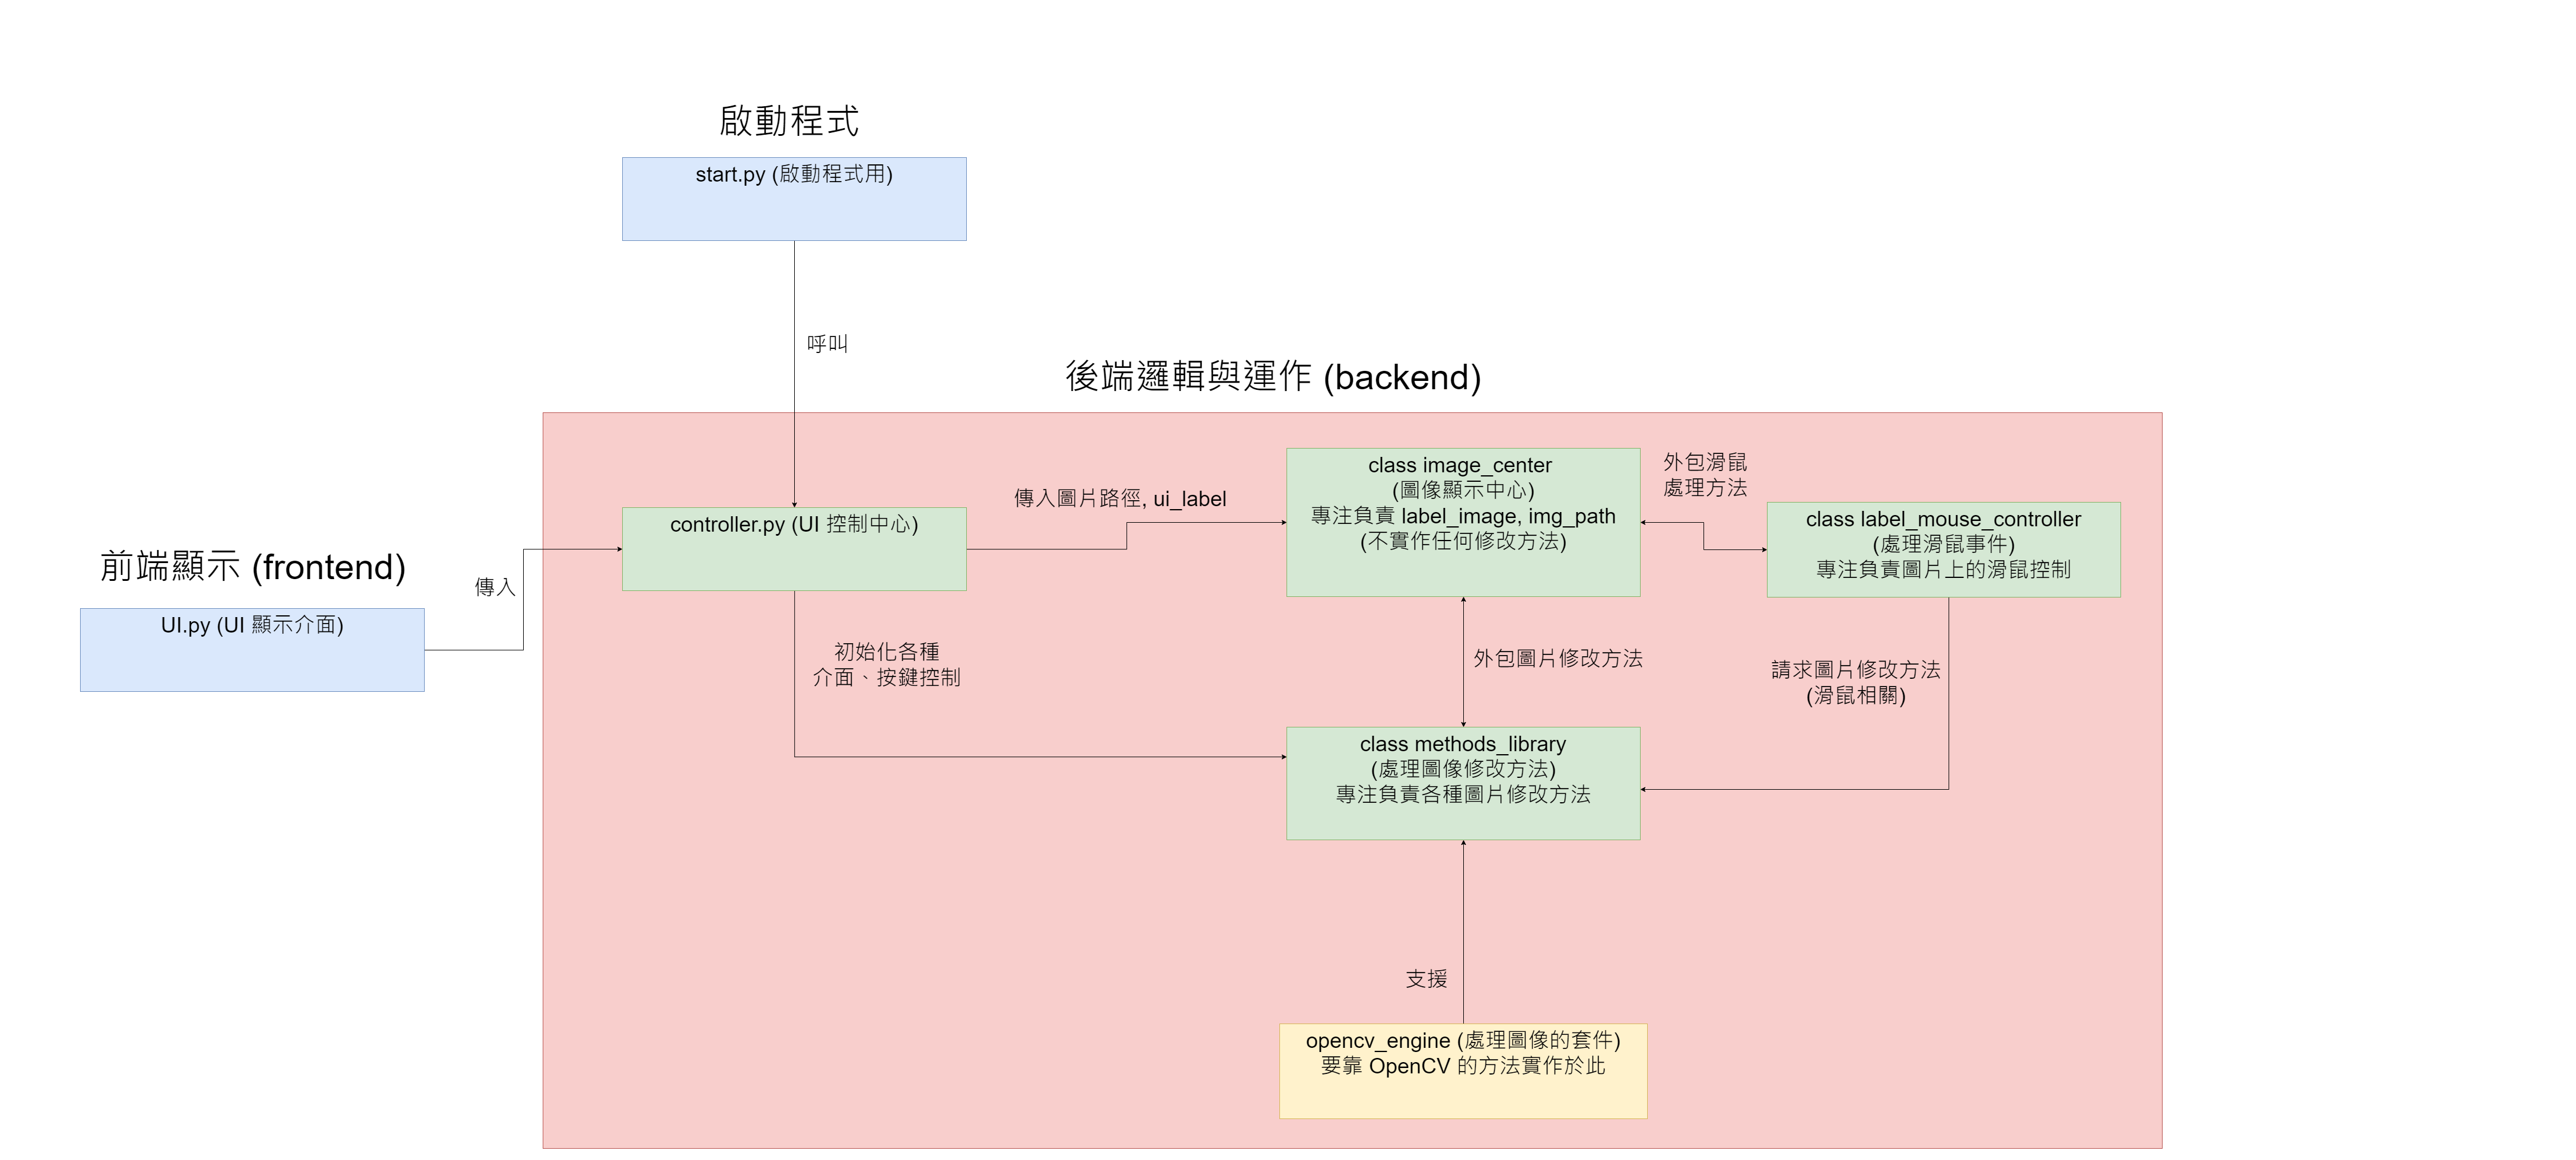 啟動程式
start.py (啟動程式用)
呼叫
後端邏輯與運作 (backend)
傳入圖片路徑, ui_label
class image_center
(圖像顯示中心)
專注負責 label_image, img_path
(不實作任何修改方法)
外包滑鼠
處理方法
class label_mouse_controller
(處理滑鼠事件)
專注負責圖片上的滑鼠控制
controller.py (UI 控制中心)
前端顯示 (frontend)
傳入
UI.py (UI 顯示介面)
初始化各種
介面、按鍵控制
外包圖片修改方法
請求圖片修改方法
(滑鼠相關)
class methods_library
(處理圖像修改方法)
專注負責各種圖片修改方法
支援
opencv_engine (處理圖像的套件)
要靠 OpenCV 的方法實作於此